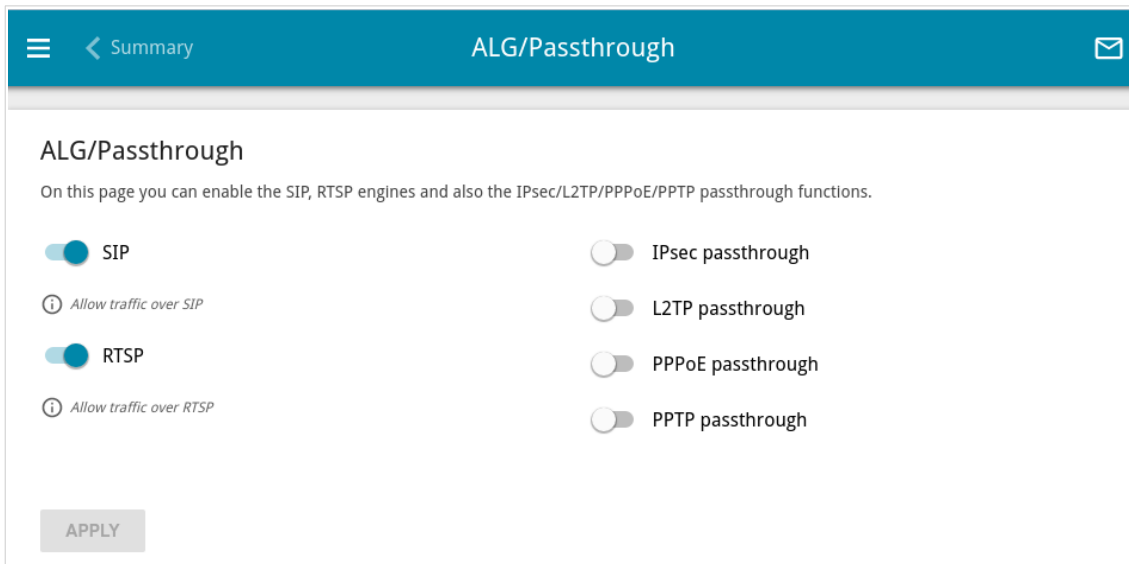 Summary
ALG/Passthrough
ALG/Passthrough
On this page you can enable the SIP, RTSP engines and also the IPsec/L2TP/PPPoE/PPTP passthrough functions.
SIP
Allow traffic over SIP
RTSP
Allow traffic over RTSP
IPsec passthrough
L2TP passthrough
PPPoE passthrough
PPTP passthrough
APPLY